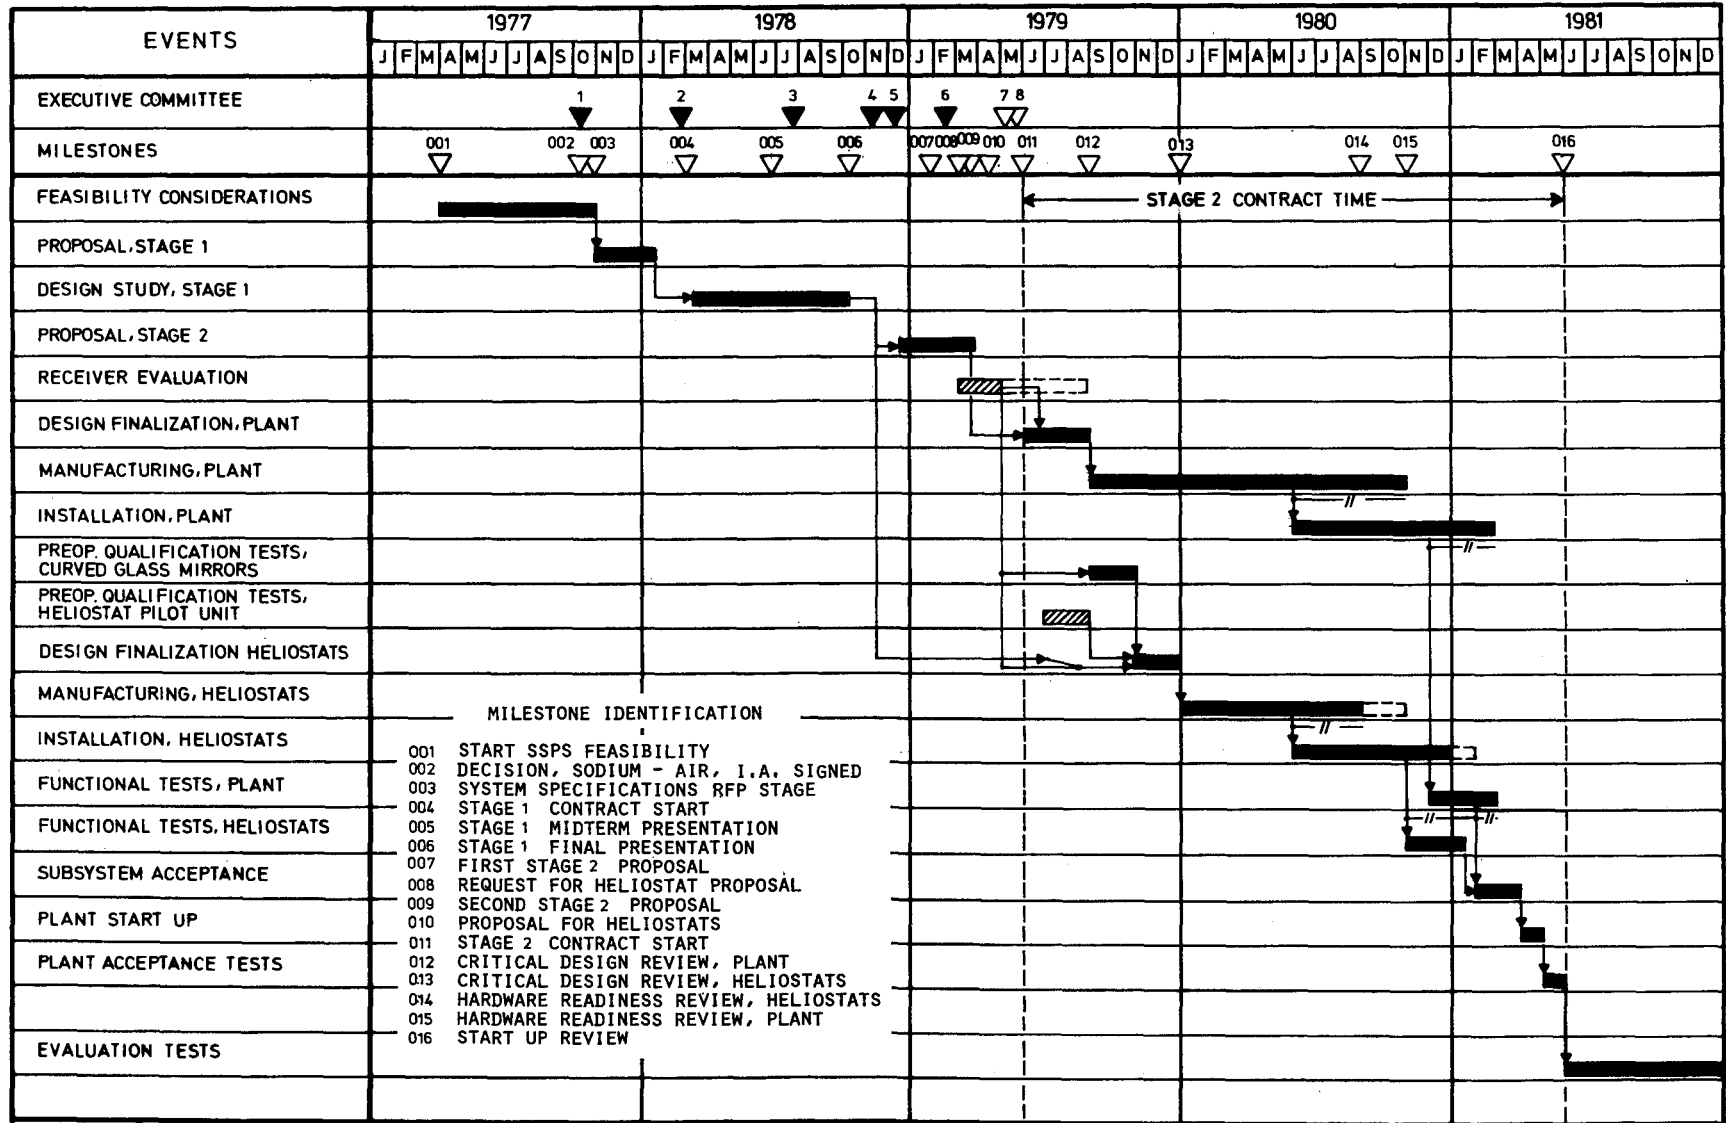 EVENTS
1977 1978 1979 1980 1981
J F M A M J J A S O N D J F M A M J J A S O N D J F M A M J J A S O N D J F M A M J J A S O N D J F M A M J J A S O N D
EXECUTIVE COMMITTEE
1 2 3 4 5 6 7 8
MILESTONES
001 002 003 004 005 006 007 008 009 010 011 012 013 014 015 016
FEASIBILITY CONSIDERATIONS
STAGE 2 CONTRACT TIME
PROPOSAL, STAGE 1
DESIGN STUDY, STAGE 1
PROPOSAL, STAGE 2
RECEIVER EVALUATION
DESIGN FINALIZATION, PLANT
MANUFACTURING, PLANT
INSTALLATION, PLANT
PREOP. QUALIFICATION TESTS,
CURVED GLASS MIRRORS
PREOP. QUALIFICATION TESTS,
HELIOSTAT PILOT UNIT
DESIGN FINALIZATION HELIOSTATS
MANUFACTURING, HELIOSTATS
INSTALLATION, HELIOSTATS
FUNCTIONAL TESTS, PLANT
FUNCTIONAL TESTS, HELIOSTATS
SUBSYSTEM ACCEPTANCE
PLANT START UP
PLANT ACCEPTANCE TESTS
EVALUATION TESTS
MILESTONE IDENTIFICATION
001 START SSPS FEASIBILITY
002 DECISION, SODIUM - AIR, I.A. SIGNED
003 SYSTEM SPECIFICATIONS RFP STAGE
004 STAGE 1 CONTRACT START
005 STAGE 1 MIDTERM PRESENTATION
006 STAGE 1 FINAL PRESENTATION
007 FIRST STAGE 2 PROPOSAL
008 REQUEST FOR HELIOSTAT PROPOSAL
009 SECOND STAGE 2 PROPOSAL
010 PROPOSAL FOR HELIOSTATS
011 STAGE 2 CONTRACT START
012 CRITICAL DESIGN REVIEW, PLANT
013 CRITICAL DESIGN REVIEW, HELIOSTATS
014 HARDWARE READINESS REVIEW, HELIOSTATS
015 HARDWARE READINESS REVIEW, PLANT
016 START UP REVIEW